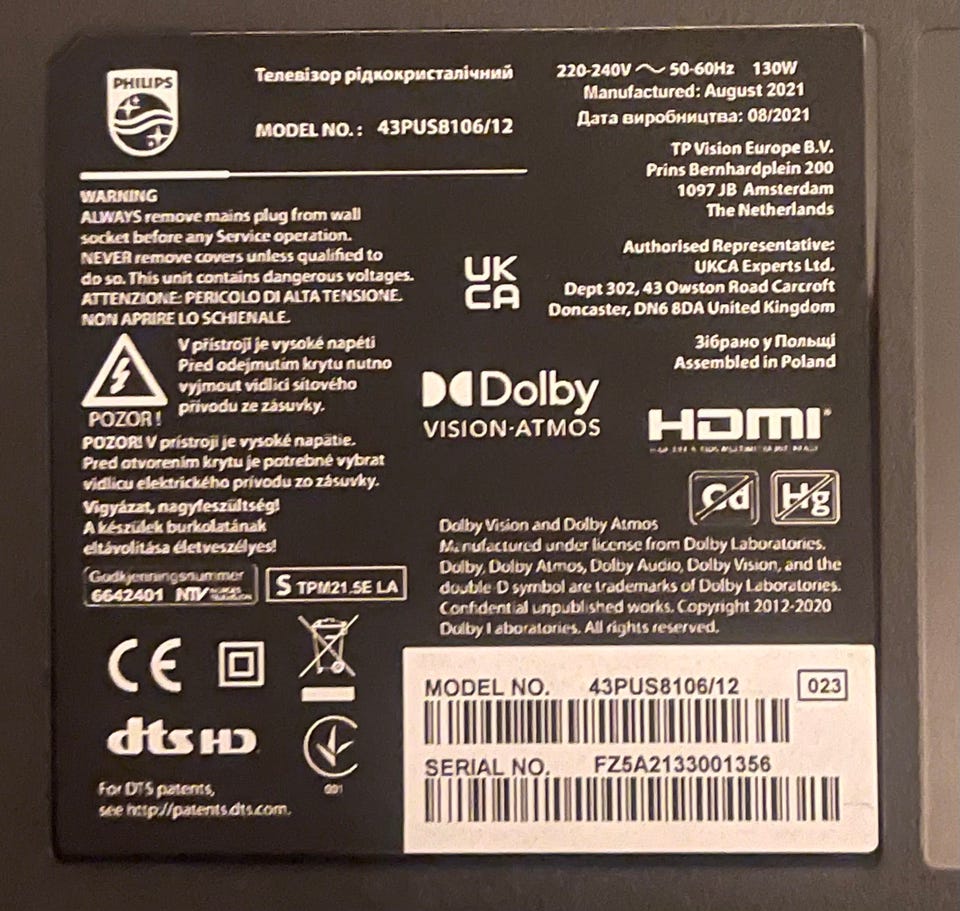 PHILIPS
Телевізор рідкокристалічний
MODEL NO.: 43PUS8106/12
220-240V ~ 50-60Hz 130W
Manufactured: August 2021
Дата виробництва: 08/2021
TP Vision Europe B.V.
Prins Bernhardplein 200
1097 JB Amsterdam
The Netherlands
Authorised Representative:
UKCA Experts Ltd.
Dept 302, 43 Owston Road Carcroft
Doncaster, DN6 8DA United Kingdom
Зібрано у Польщі
Assembled in Poland
WARNING
ALWAYS remove mains plug from wall
socket before any Service operation.
NEVER remove covers unless qualified to
do so. This unit contains dangerous voltages.
ATTENZIONE: PERICOLO DI ALTA TENSIONE.
NON APRIRE LO SCHIENALE.
V přístroji je vysoké napětí
Před odejmutím krytu nutno
vyjmout vidlici síťového
přívodu ze zásuvky.
POZOR!
POZOR! V prístroji je vysoké napätie.
Pred otvorením krytu je potrebné vybrat
vidlicu elektrického prívodu zo zásuvky.
Vigyázat, nagyfeszültség!
A készülek burkolatának
eltávolítása életveszélyes!
Godkjenningsnummer
6642401 NTV
S TPM21.5E LA
UK
CA
Dolby
VISION·ATMOS
HDMI
Cd
Hg
Dolby Vision and Dolby Atmos
Manufactured under license from Dolby Laboratories.
Dolby, Dolby Atmos, Dolby Audio, Dolby Vision, and the
double-D symbol are trademarks of Dolby Laboratories.
Confidential unpublished works. Copyright 2012-2020
Dolby Laboratories. All rights reserved.
CE
dts HD
001
For DTS patents,
see http://patents.dts.com.
MODEL NO. 43PUS8106/12
023
SERIAL NO. FZ5A2133001356